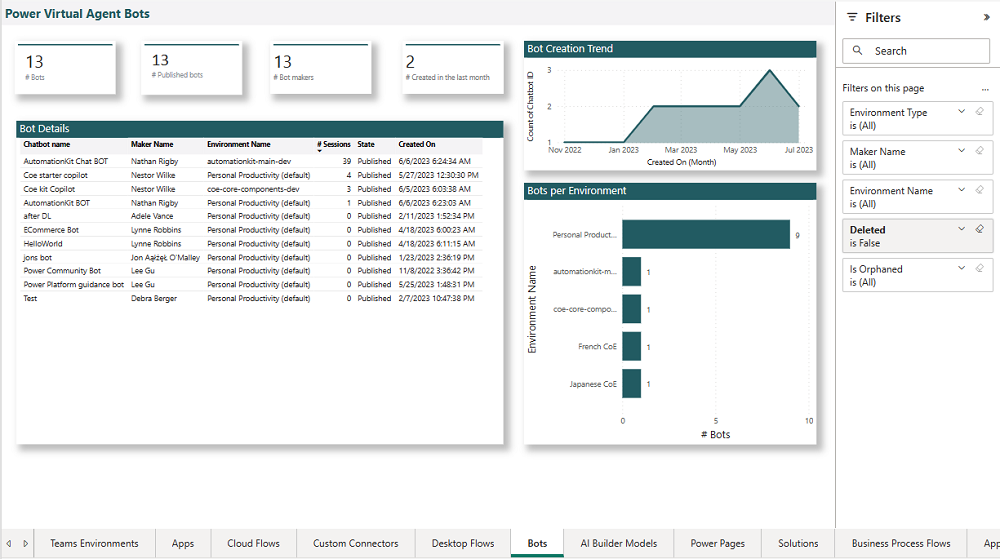 Power Virtual Agent Bots
13
# Bots
13
# Published bots
13
# Bot makers
2
# Created in the last month
Bot Details
Chatbot name Maker Name Environment Name # Sessions State Created On
AutomationKit Chat BOT Nathan Rigby automationkit-main-dev 39 Published 6/6/2023 6:24:34 AM
Coe starter copilot Nestor Wilke Personal Productivity (default) 4 Published 5/27/2023 12:30:30 PM
Coe kit Copilot Nestor Wilke coe-core-components-dev 3 Published 6/5/2023 6:03:38 AM
AutomationKit BOT Nathan Rigby Personal Productivity (default) 1 Published 6/6/2023 6:23:03 AM
after DL Adele Vance Personal Productivity (default) 0 Published 2/11/2023 1:52:34 PM
ECommerce Bot Lynne Robbins Personal Productivity (default) 0 Published 4/18/2023 6:00:23 AM
HelloWorld Lynne Robbins Personal Productivity (default) 0 Published 4/18/2023 6:11:15 AM
jons bot Jon Aąłżęk O'Malley Personal Productivity (default) 0 Published 1/23/2023 2:36:19 PM
Power Community Bot Lee Gu Personal Productivity (default) 0 Published 11/8/2022 3:36:42 PM
Power Platform guidance bot Lee Gu Personal Productivity (default) 0 Published 5/25/2023 1:48:31 PM
Test Debra Berger Personal Productivity (default) 0 Published 2/7/2023 10:47:38 PM
Bot Creation Trend
Count of Chatbot ID
3
2
1
Nov 2022 Jan 2023 Mar 2023 May 2023 Jul 2023
Created On (Month)
Bots per Environment
Environment Name
Personal Product... 9
automationkit-m... 1
coe-core-compo... 1
French CoE 1
Japanese CoE 1
0 5 10
# Bots
Filters
Search
Filters on this page
...
Environment Type
is (All)
Maker Name
is (All)
Environment Name
is (All)
Deleted
is False
Is Orphaned
is (All)
Teams Environments Apps Cloud Flows Custom Connectors Desktop Flows Bots AI Builder Models Power Pages Solutions Business Process Flows App